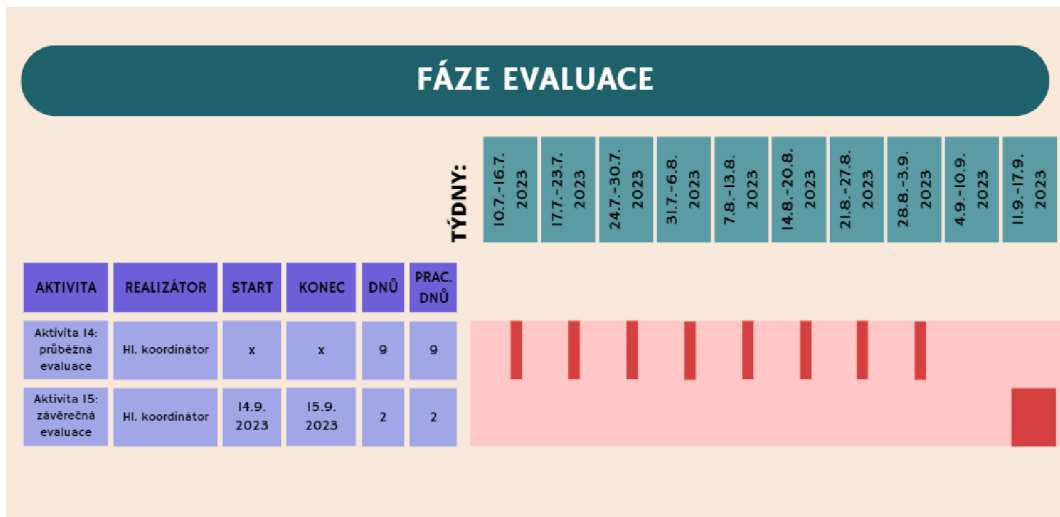 FÁZE EVALUACE
TÝDNY:
10.7.-16.7.
2023
17.7.-23.7.
2023
24.7.-30.7.
2023
31.7.-6.8.
2023
7.8.-13.8.
2023
14.8.-20.8.
2023
21.8.-27.8.
2023
28.8.-3.9.
2023
4.9.-10.9.
2023
11.9.-17.9.
2023
AKTIVITA
REALIZÁTOR
START
KONEC
DNŮ
PRAC.
DNŮ
Aktivita 14:
průběžná
evaluace
Hl. koordinátor
x
x
9
9
Aktivita 15:
závěrečná
evaluace
Hl. koordinátor
14.9.
2023
15.9.
2023
2
2